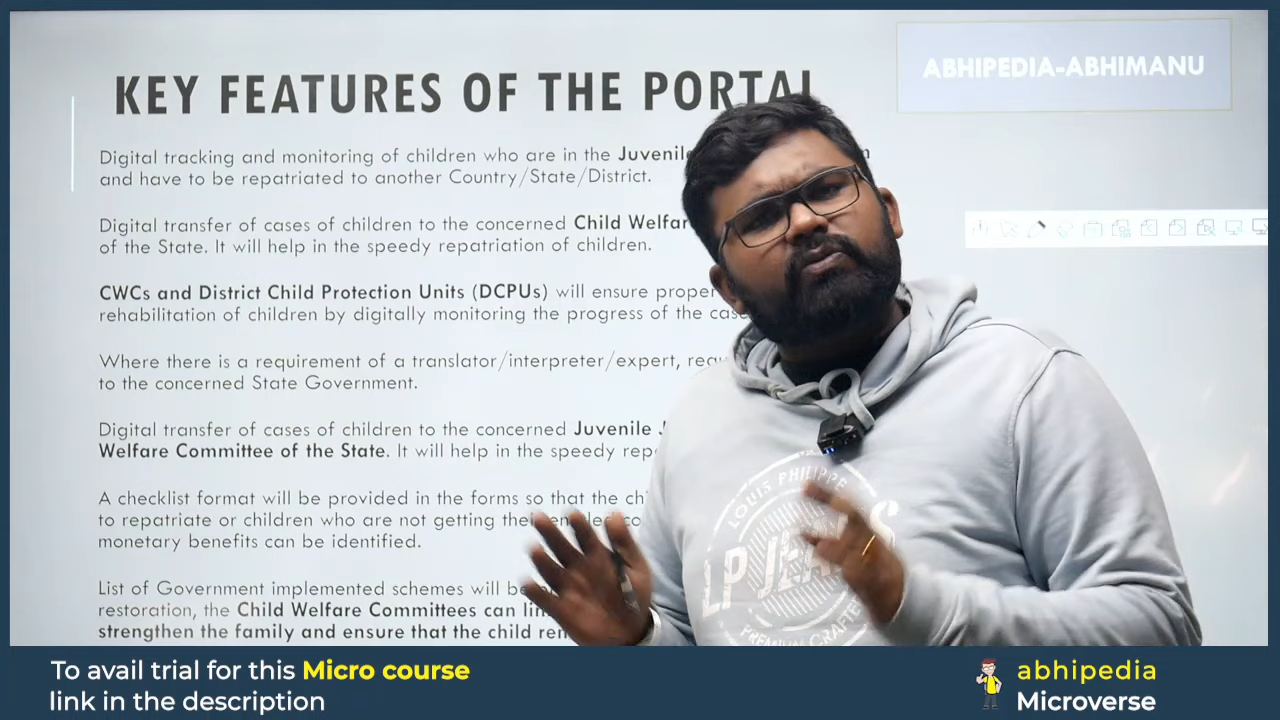 KEY FEATURES OF THE PORTAL
ABHIPEDIA-ABHIMANU
Digital tracking and monitoring of children who are in the Juvenile
and have to be repatriated to another Country/State/District.
Digital transfer of cases of children to the concerned Child
of the State. It will help in the speedy repatriation of children.
CWCs and District Child Protection Units (DCPUs) will ensure proper
rehabilitation of children by digitally monitoring the progress of the
Where there is a requirement of a translator/interpreter/expert,
to the concerned State Government.
Digital transfer of cases of children to the concerned Juvenile
Welfare Committee of the State. It will help in the speedy
A checklist format will be provided in the forms so that the
to repatriate or children who are not getting
monetary benefits can be identified.
List of Government implemented schemes will be
restoration, the Child Welfare Committees can
strengthen the family and ensure that the child
LOUIS PHILIPPE
LP JEANS
PREMIUM
To avail trial for this Micro course
link in the description
abhipedia
Microverse